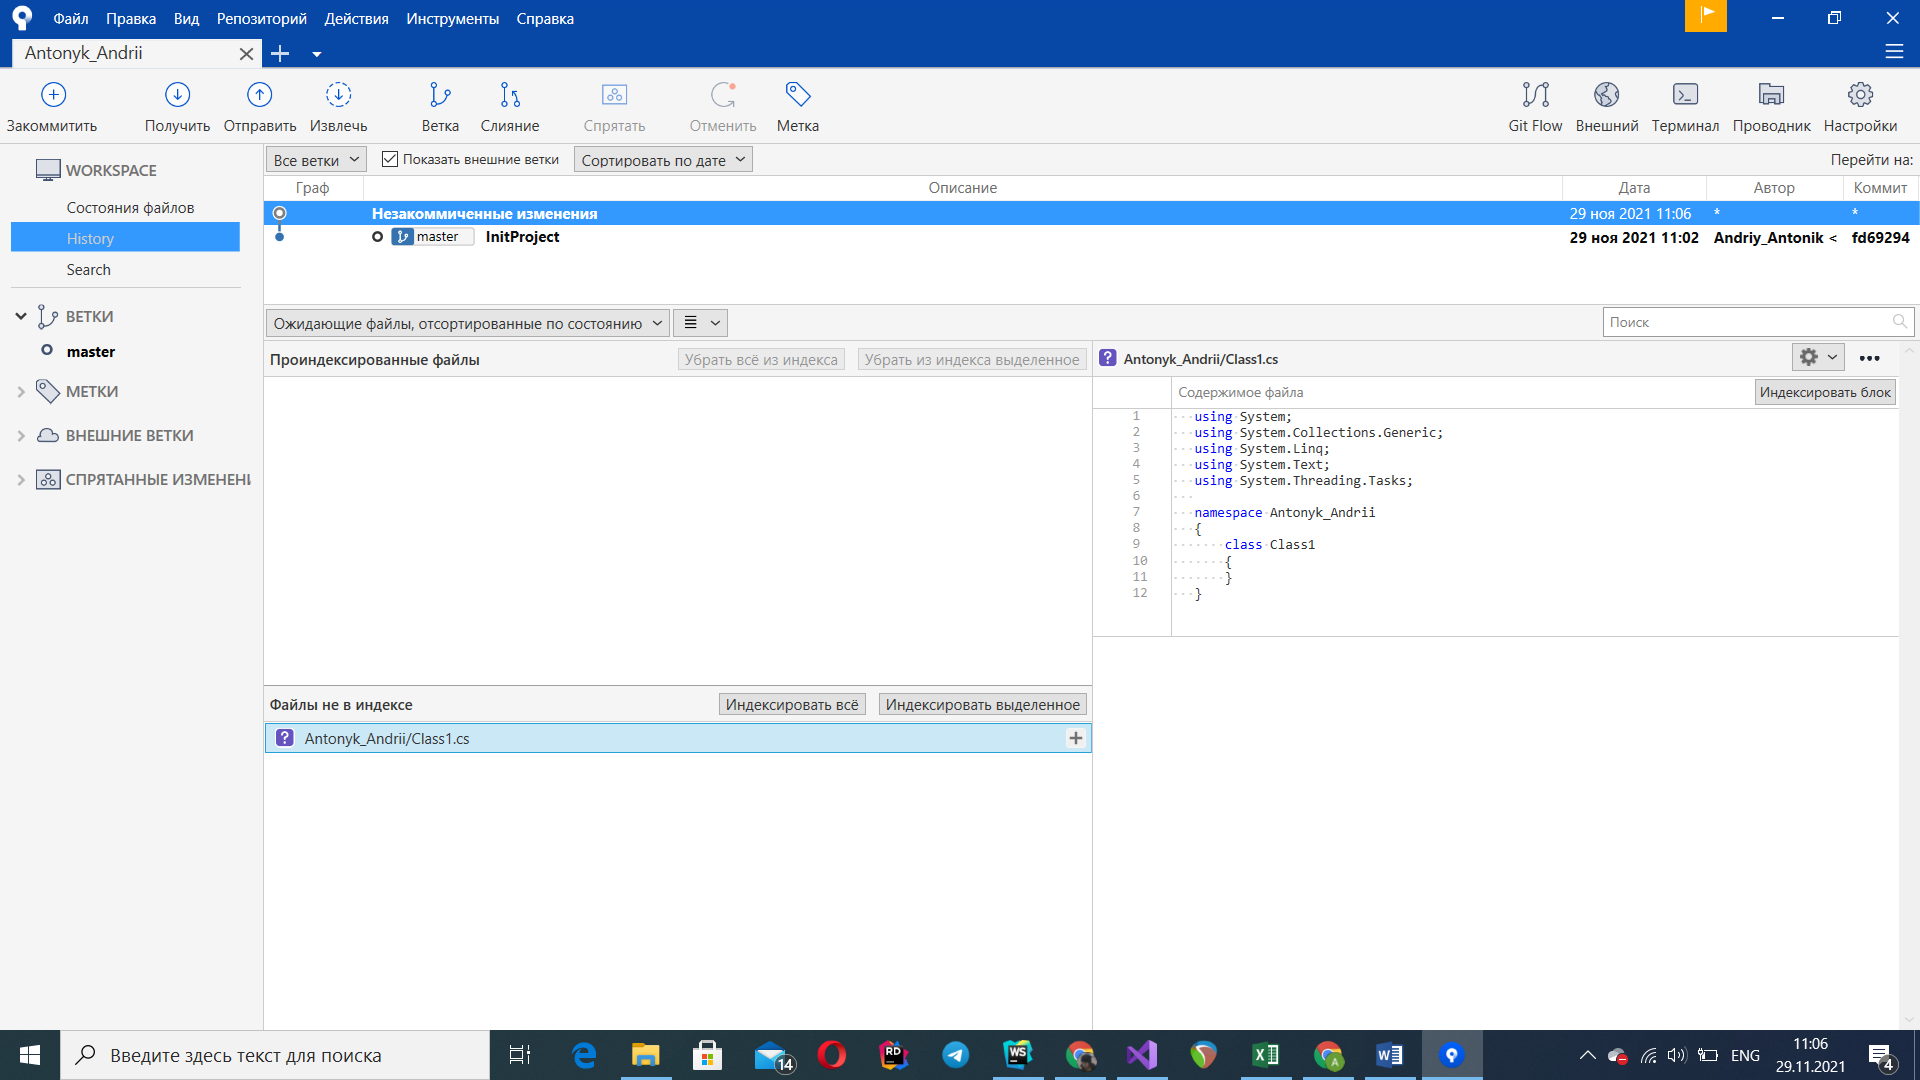 Файл Правка Вид Репозиторий Действия Инструменты Справка
Antonyk_Andrii
Закоммитить Получить Отправить Извлечь Ветка Слияние Спрятать Отменить Метка Git Flow Внешний Терминал Проводник Настройки
WORKSPACE
Состояния файлов
History
Search
ВЕТКИ
master
МЕТКИ
ВНЕШНИЕ ВЕТКИ
СПРЯТАННЫЕ ИЗМЕНЕНИ
Все ветки Показать внешние ветки Сортировать по дате Перейти на:
Граф Описание Дата Автор Коммит
Незакоммиченные изменения 29 ноя 2021 11:06 * *
master InitProject 29 ноя 2021 11:02 Andriy_Antonik < fd69294
Ожидающие файлы, отсортированные по состоянию Поиск
Проиндексированные файлы Убрать всё из индекса Убрать из индекса выделенное
Файлы не в индексе Индексировать всё Индексировать выделенное
Antonyk_Andrii/Class1.cs
Antonyk_Andrii/Class1.cs
Содержимое файла Индексировать блок
1 using System;
2 using System.Collections.Generic;
3 using System.Linq;
4 using System.Text;
5 using System.Threading.Tasks;
6
7 namespace Antonyk_Andrii
8 {
9 class Class1
10 {
11 }
12 }
Введите здесь текст для поиска 14 RD WS A ENG 11:06
29.11.2021 4